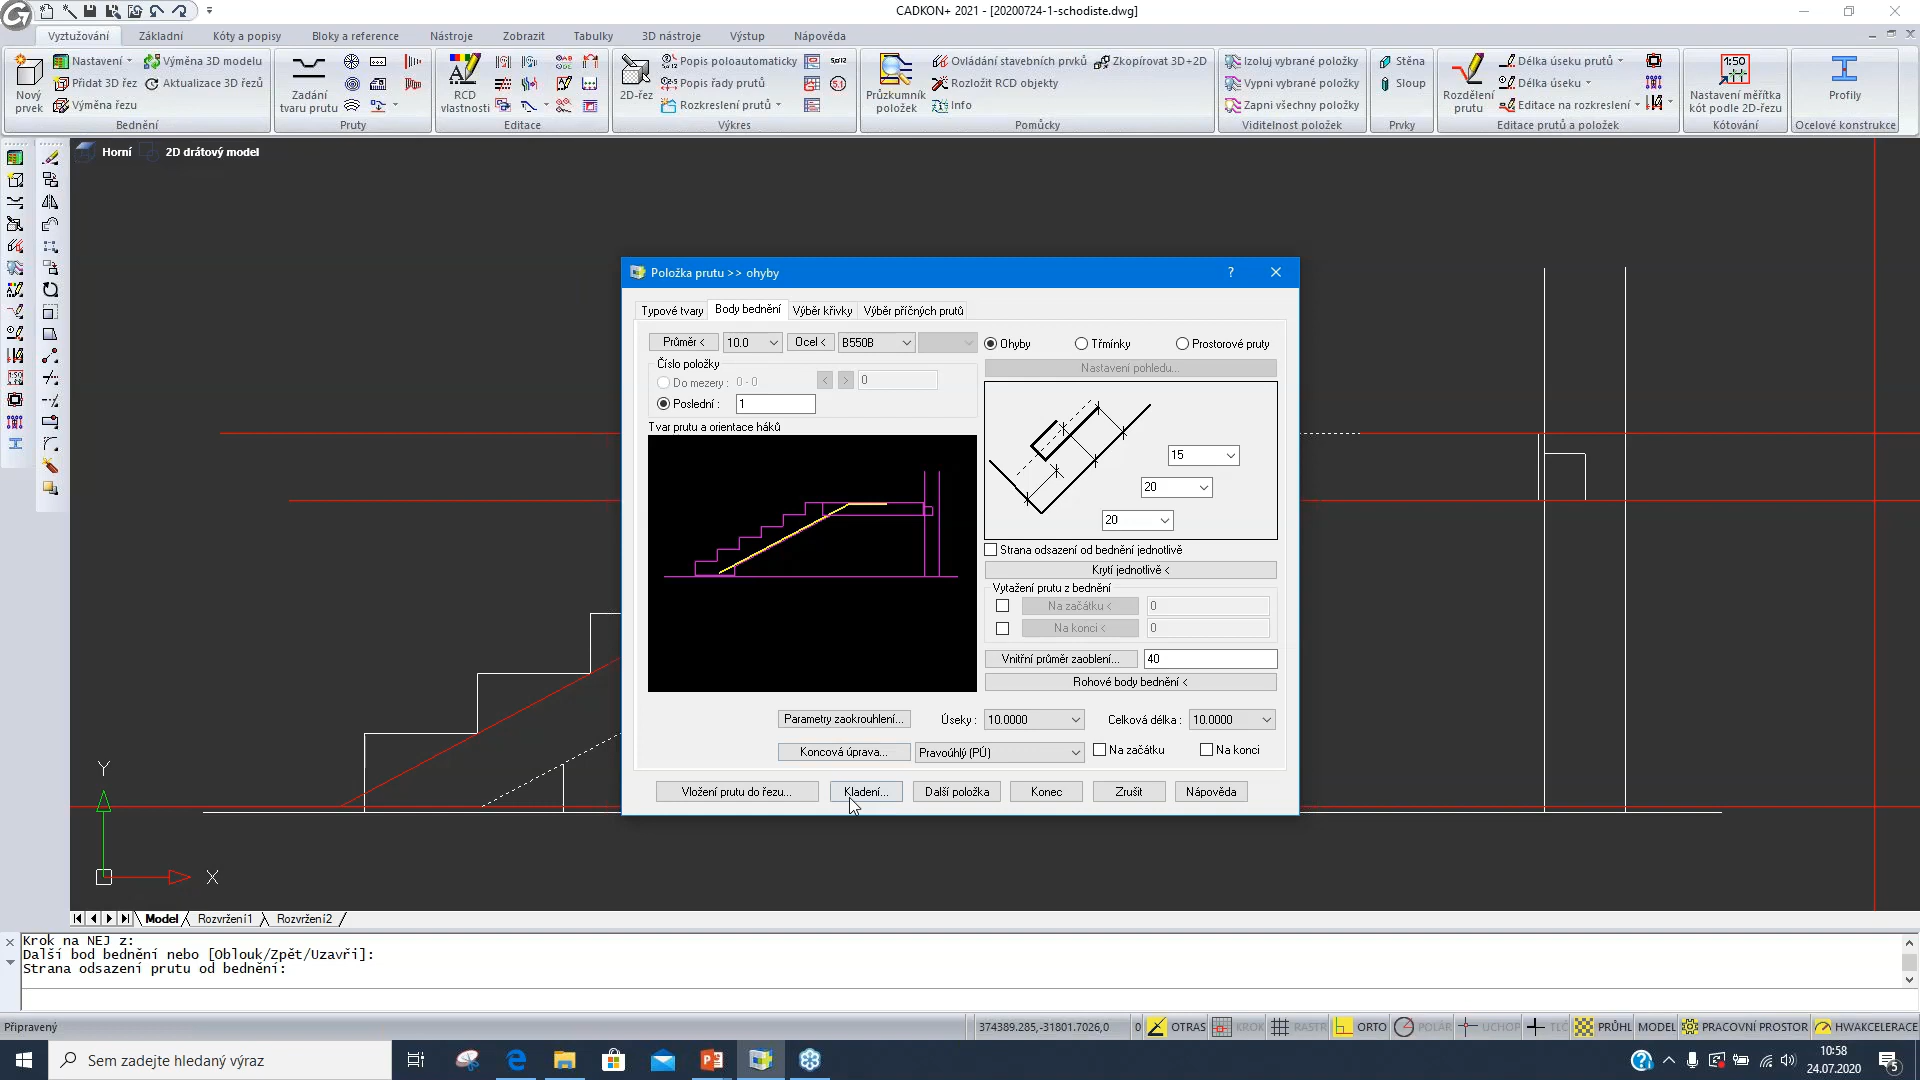 CADKON+ 2021 - [20200724-1-schodiste.dwg]
Vyztužování Základní Kóty a popisy Bloky a reference Nástroje Zobrazit Tabulky 3D nástroje Výstup Nápověda
Nový prvek
Nastavení Výměna 3D modelu
Přidat 3D řez Aktualizace 3D řezů
Výměna řezu
Bednění
Zadání tvaru prutu
Pruty
RCD vlastnosti
Editace
2D-řez
Popis poloautomaticky
Popis řady prutů
Rozkreslení prutů
Výkres
Průzkumník položek
Ovládání stavebních prvků Zkopírovat 3D+2D
Rozložit RCD objekty
Info
Pomůcky
Izoluj vybrané položky
Vypni vybrané položky
Zapni všechny položky
Viditelnost položek
Stěna
Sloup
Prvky
Rozdělení prutu
Délka úseku prutů
Délka úseku
Editace na rozkreslení
Editace prutů a položek
1:50
Nastavení měřítka kót podle 2D-řezu
Kótování
Profily
Ocelové konstrukce
Horní 2D drátový model
Položka prutu >> ohyby
?
Typové tvary Body bednění Výběr křivky Výběr příčných prutů
Průměr < 10.0 Ocel < B550B
Ohyby Třmínky Prostorové pruty
Číslo položky
Do mezery : 0 - 0 < > 0
Poslední : 1
Nastavení pohledu...
Tvar prutu a orientace háků
15
20
20
Strana odsazení od bednění jednotlivě
Krytí jednotlivě <
Vytažení prutu z bednění
Na začátku < 0
Na konci < 0
Vnitřní průměr zaoblení... 40
Rohové body bednění <
Parametry zaokrouhlení... Úseky : 10.0000 Celková délka : 10.0000
Koncová úprava... Pravoúhlý (PÚ) Na začátku Na konci
Vložení prutu do řezu... Kladení... Další položka Konec Zrušit Nápověda
Y
X
Model Rozvržení1 Rozvržení2
Krok na NEJ z:
Další bod bednění nebo [Oblouk/Zpět/Uzavři]:
Strana odsazení prutu od bednění:
Připravený 374389.285,-31801.7026,0 0 OTRAS KROK RASTR ORTO POLÁR UCHOP TLČ PRŮHL MODEL PRACOVNÍ PROSTOR HWAKCELERACE
Sem zadejte hledaný výraz
10:58
24.07.2020
5